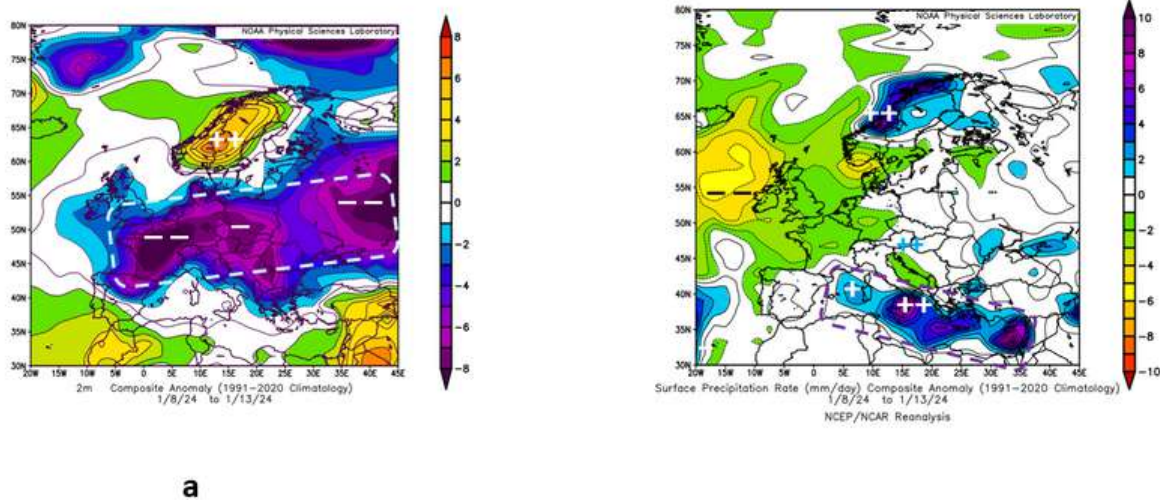 80N
75N
70N
65N
60N
55N
50N
45N
40N
35N
30N
20W 15W 10W 5W 0 5E 10E 15E 20E 25E 30E 35E 40E 45E
NOAA Physical Sciences Laboratory
8
6
4
2
0
−2
−4
−6
−8
2m Composite Anomaly (1991−2020 Climatology)
1/8/24 to 1/13/24
a
80N
75N
70N
65N
60N
55N
50N
45N
40N
35N
30N
20W 15W 10W 5W 0 5E 10E 15E 20E 25E 30E 35E 40E 45E
NOAA Physical Sciences Laboratory
10
8
6
4
2
0
−2
−4
−6
−8
−10
Surface Precipitation Rate (mm/day) Composite Anomaly (1991−2020 Climatology)
1/8/24 to 1/13/24
NCEP/NCAR Reanalysis